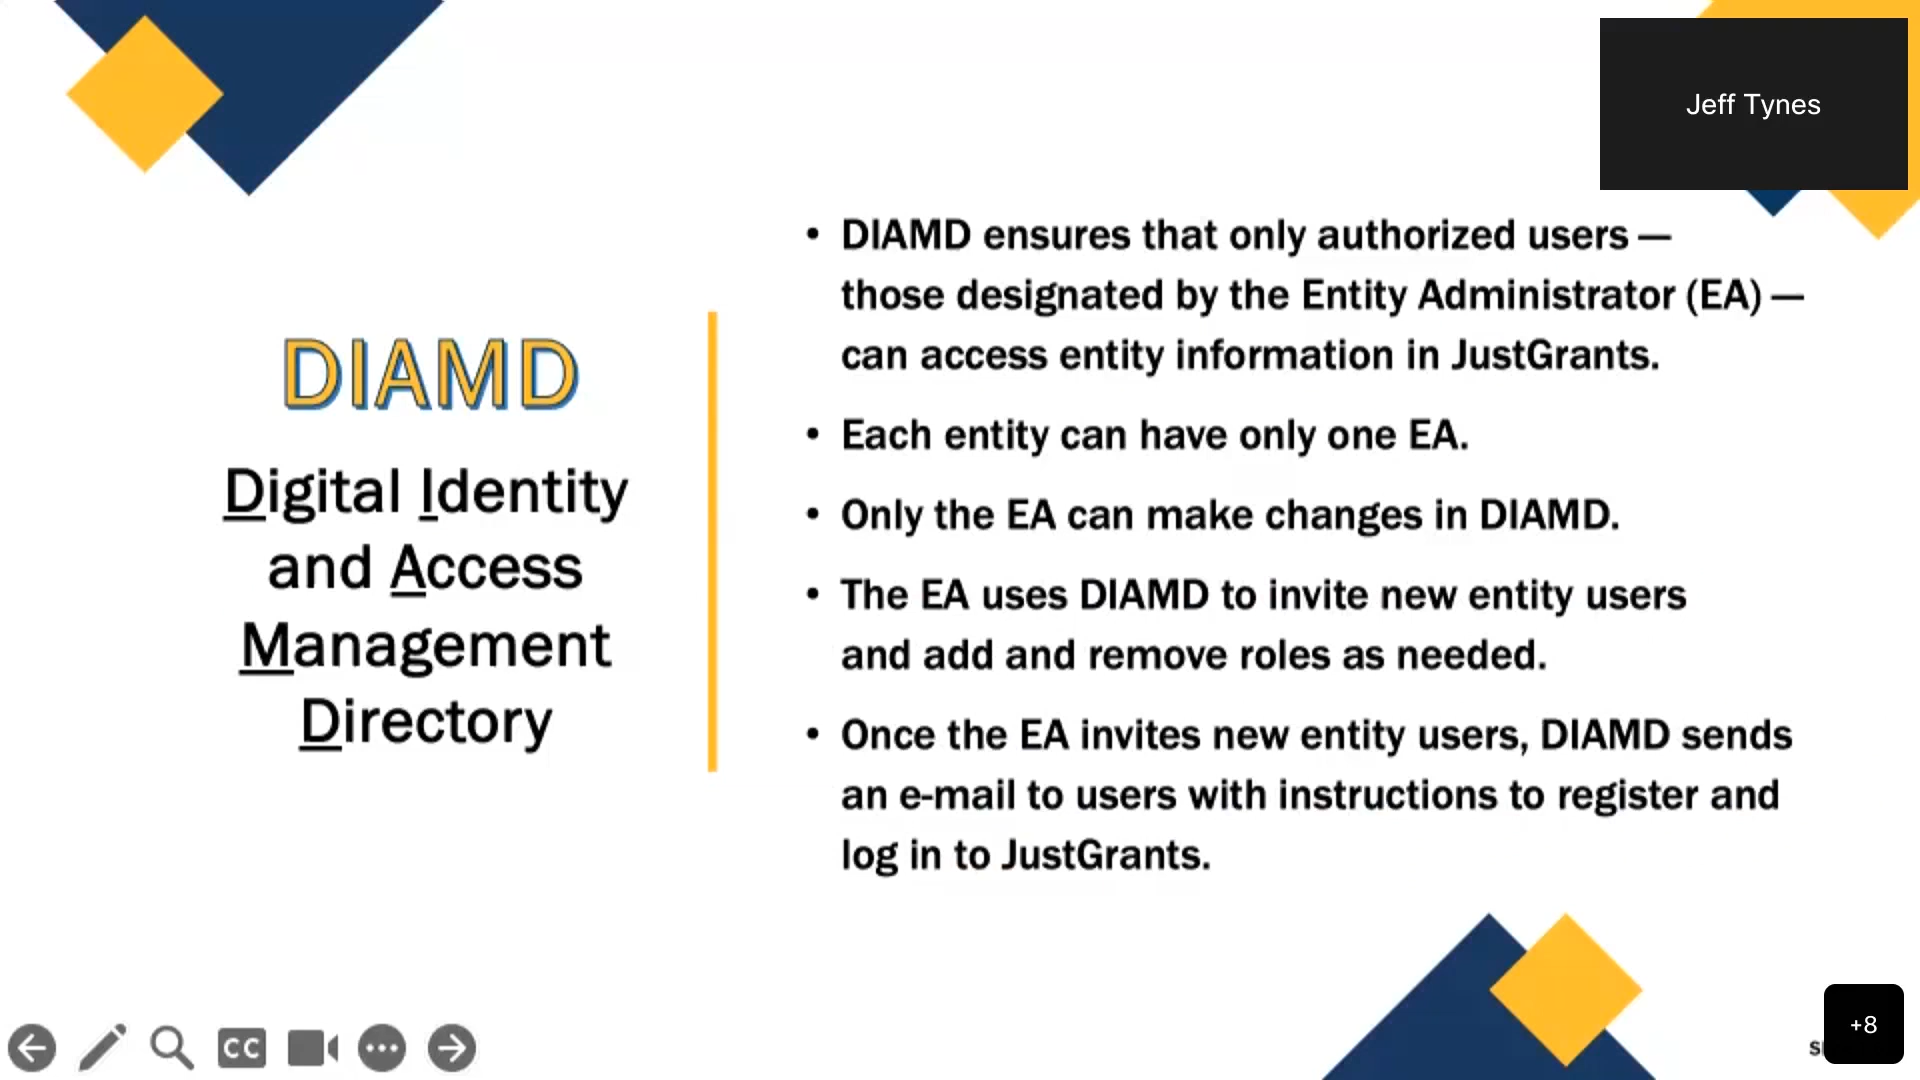 Jeff Tynes
DIAMD
Digital Identity
and Access
Management
Directory
• DIAMD ensures that only authorized users —
those designated by the Entity Administrator (EA) —
can access entity information in JustGrants.
• Each entity can have only one EA.
• Only the EA can make changes in DIAMD.
• The EA uses DIAMD to invite new entity users
and add and remove roles as needed.
• Once the EA invites new entity users, DIAMD sends
an e-mail to users with instructions to register and
log in to JustGrants.
CC
+8